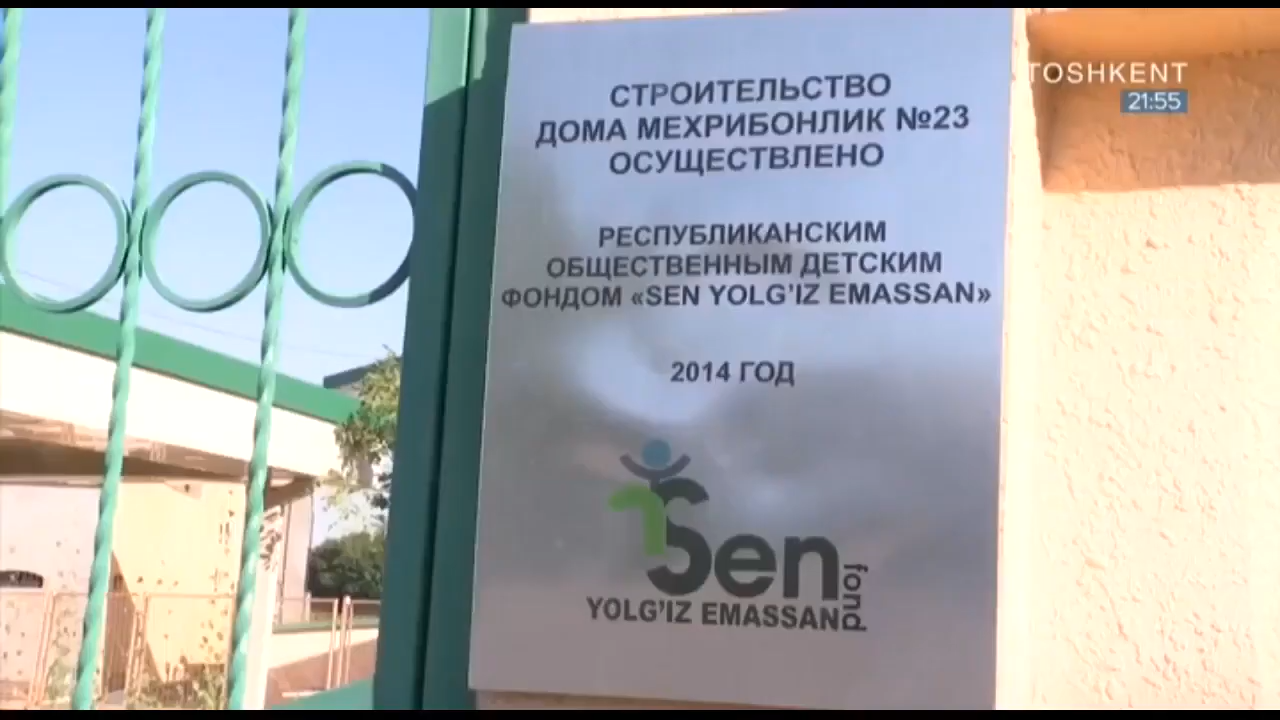 TOSHKENT
21:55
СТРОИТЕЛЬСТВО
ДОМА МЕХРИБОНЛИК №23
ОСУЩЕСТВЛЕНО
РЕСПУБЛИКАНСКИМ
ОБЩЕСТВЕННЫМ ДЕТСКИМ
ФОНДОМ «SEN YOLG'IZ EMASSAN»
2014 ГОД
Sen
fond
YOLG'IZ EMASSAN